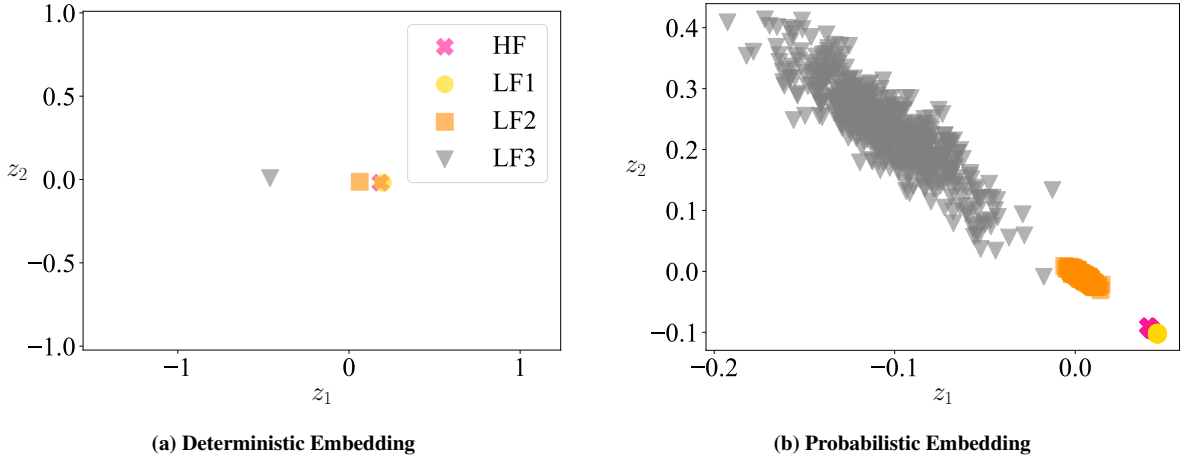 1.0
0.5
0.0
−0.5
−1.0
z2
−1
0
1
z1
HF
LF1
LF2
LF3
(a) Deterministic Embedding
0.4
0.3
0.2
0.1
0.0
−0.1
z2
−0.2
−0.1
0.0
z1
(b) Probabilistic Embedding